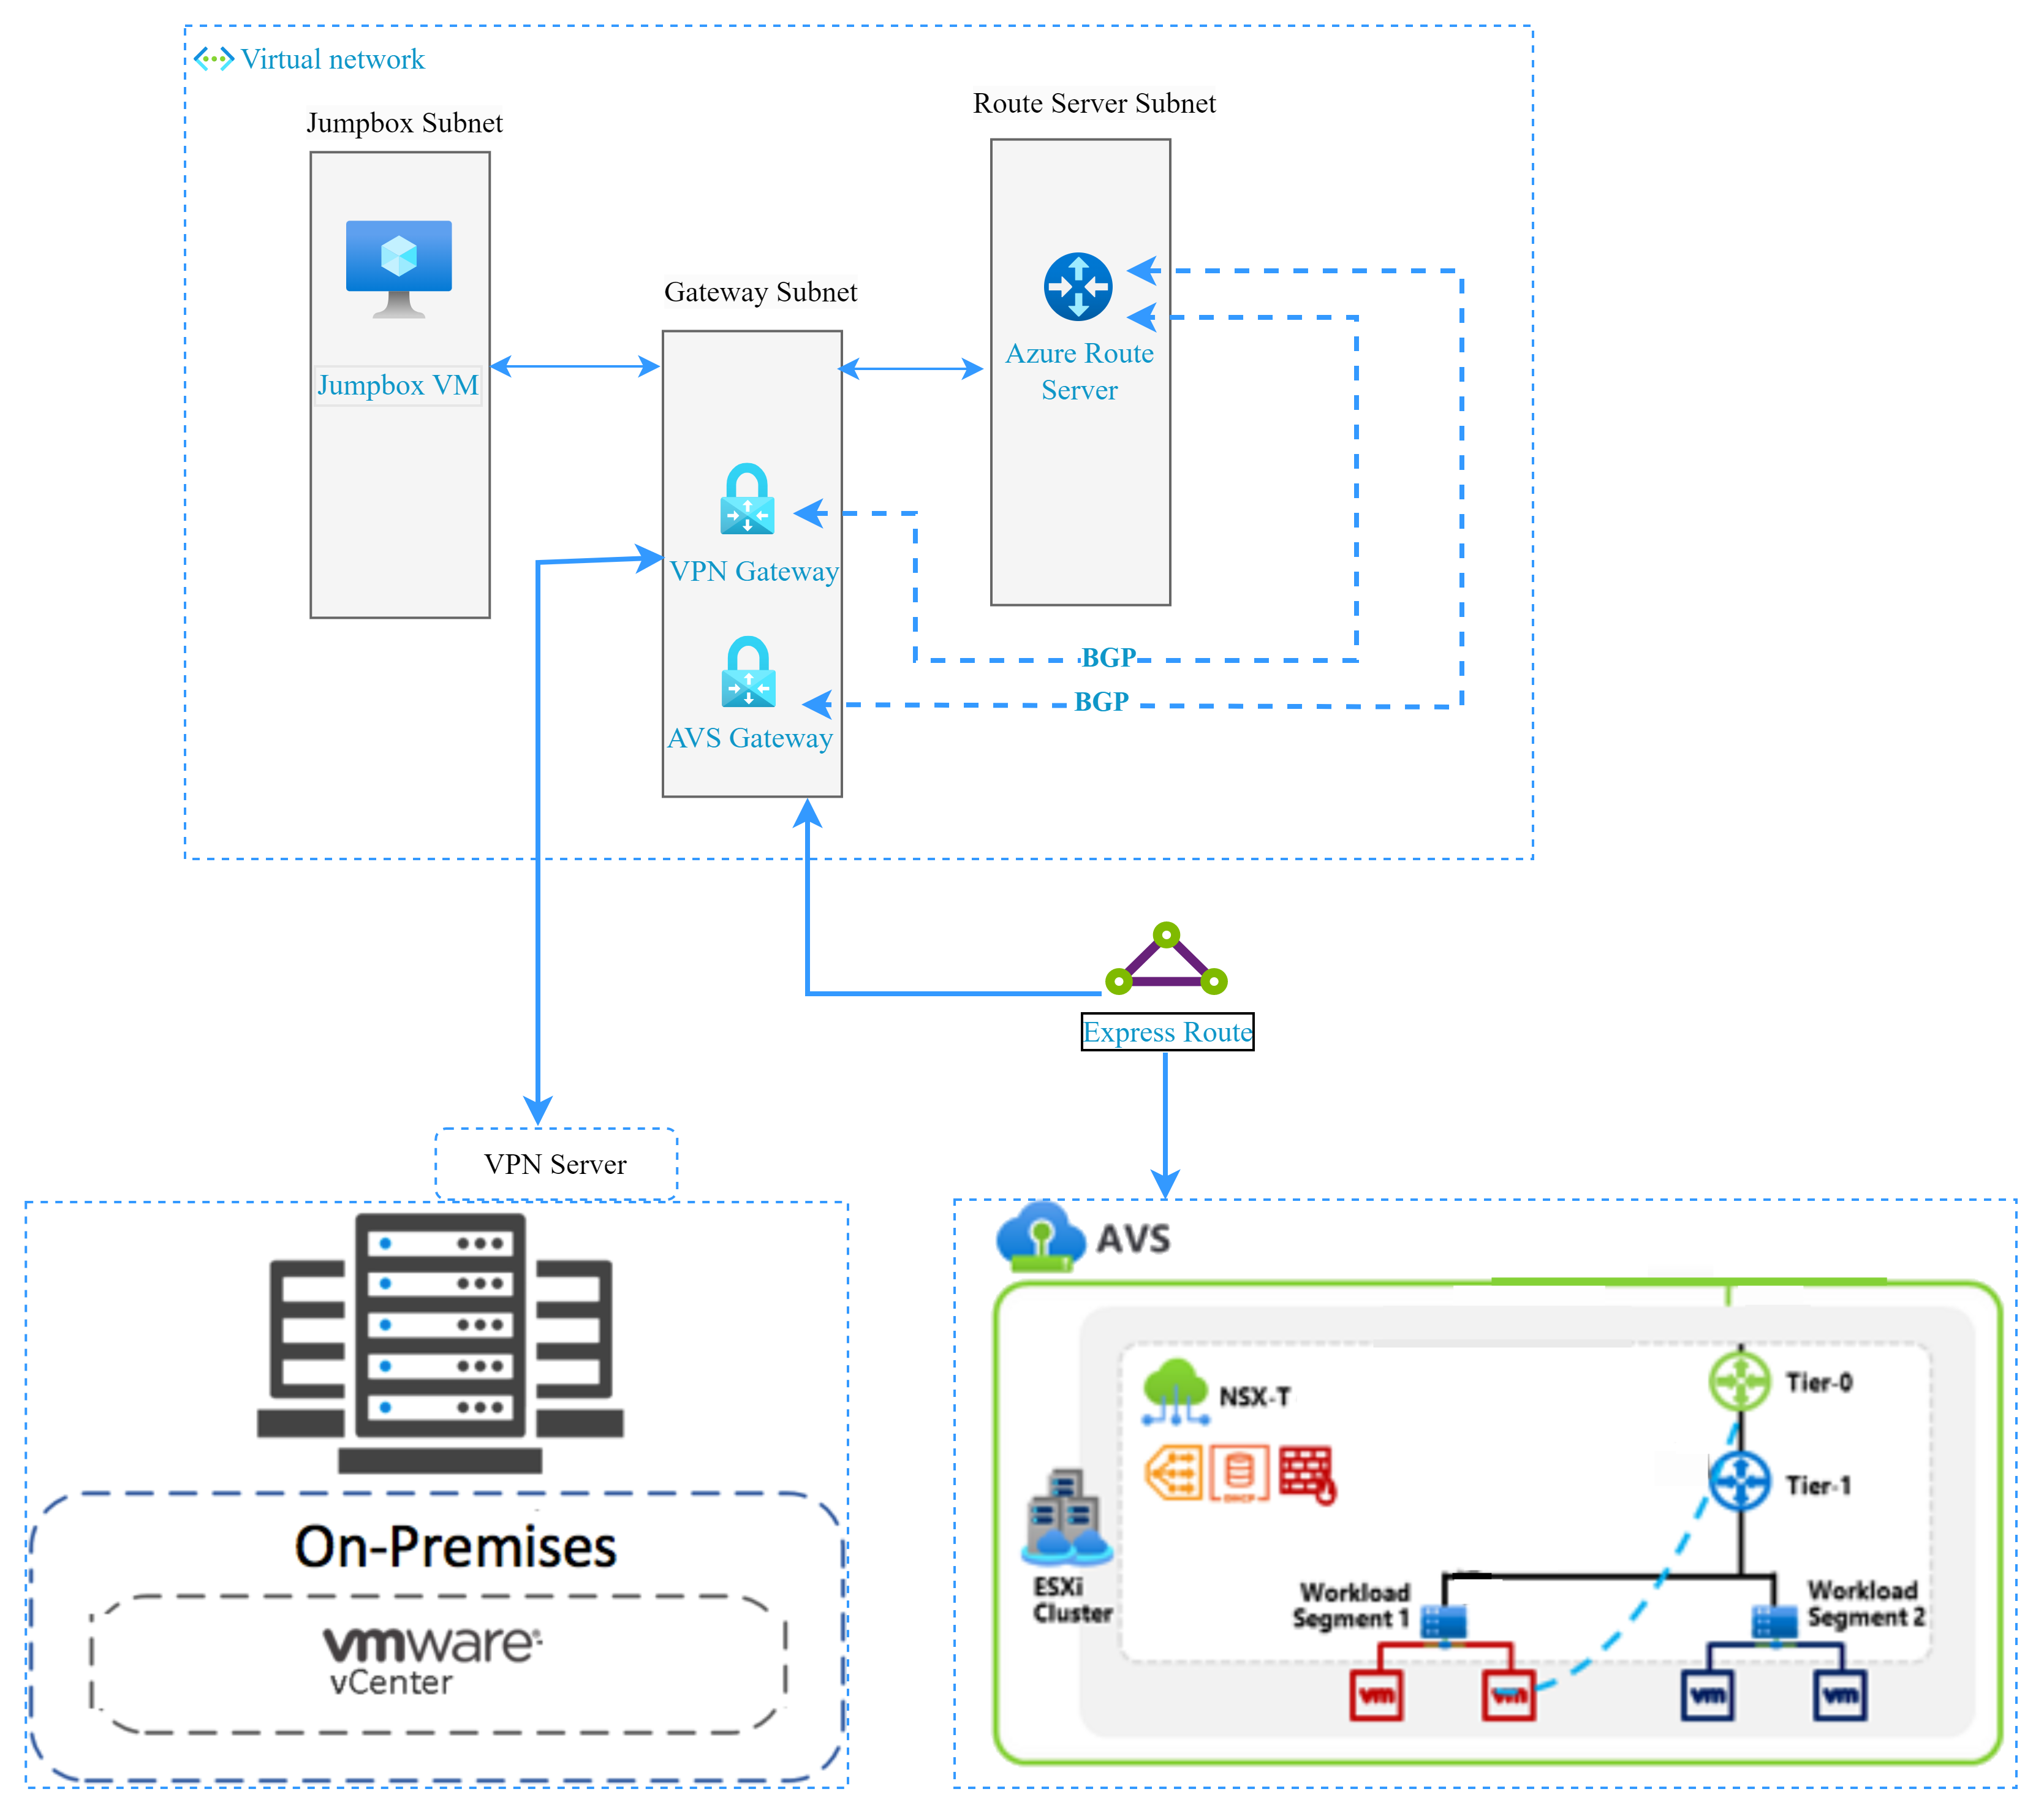 Virtual network
Jumpbox Subnet
Route Server Subnet
Gateway Subnet
Jumpbox VM
Azure Route
Server
VPN Gateway
AVS Gateway
BGP
BGP
Express Route
VPN Server
On-Premises
vmware®
vCenter
AVS
NSX-T
DHCP
Tier-0
Tier-1
ESXi
Cluster
Workload
Segment 1
Workload
Segment 2
vm
vm
vm
vm